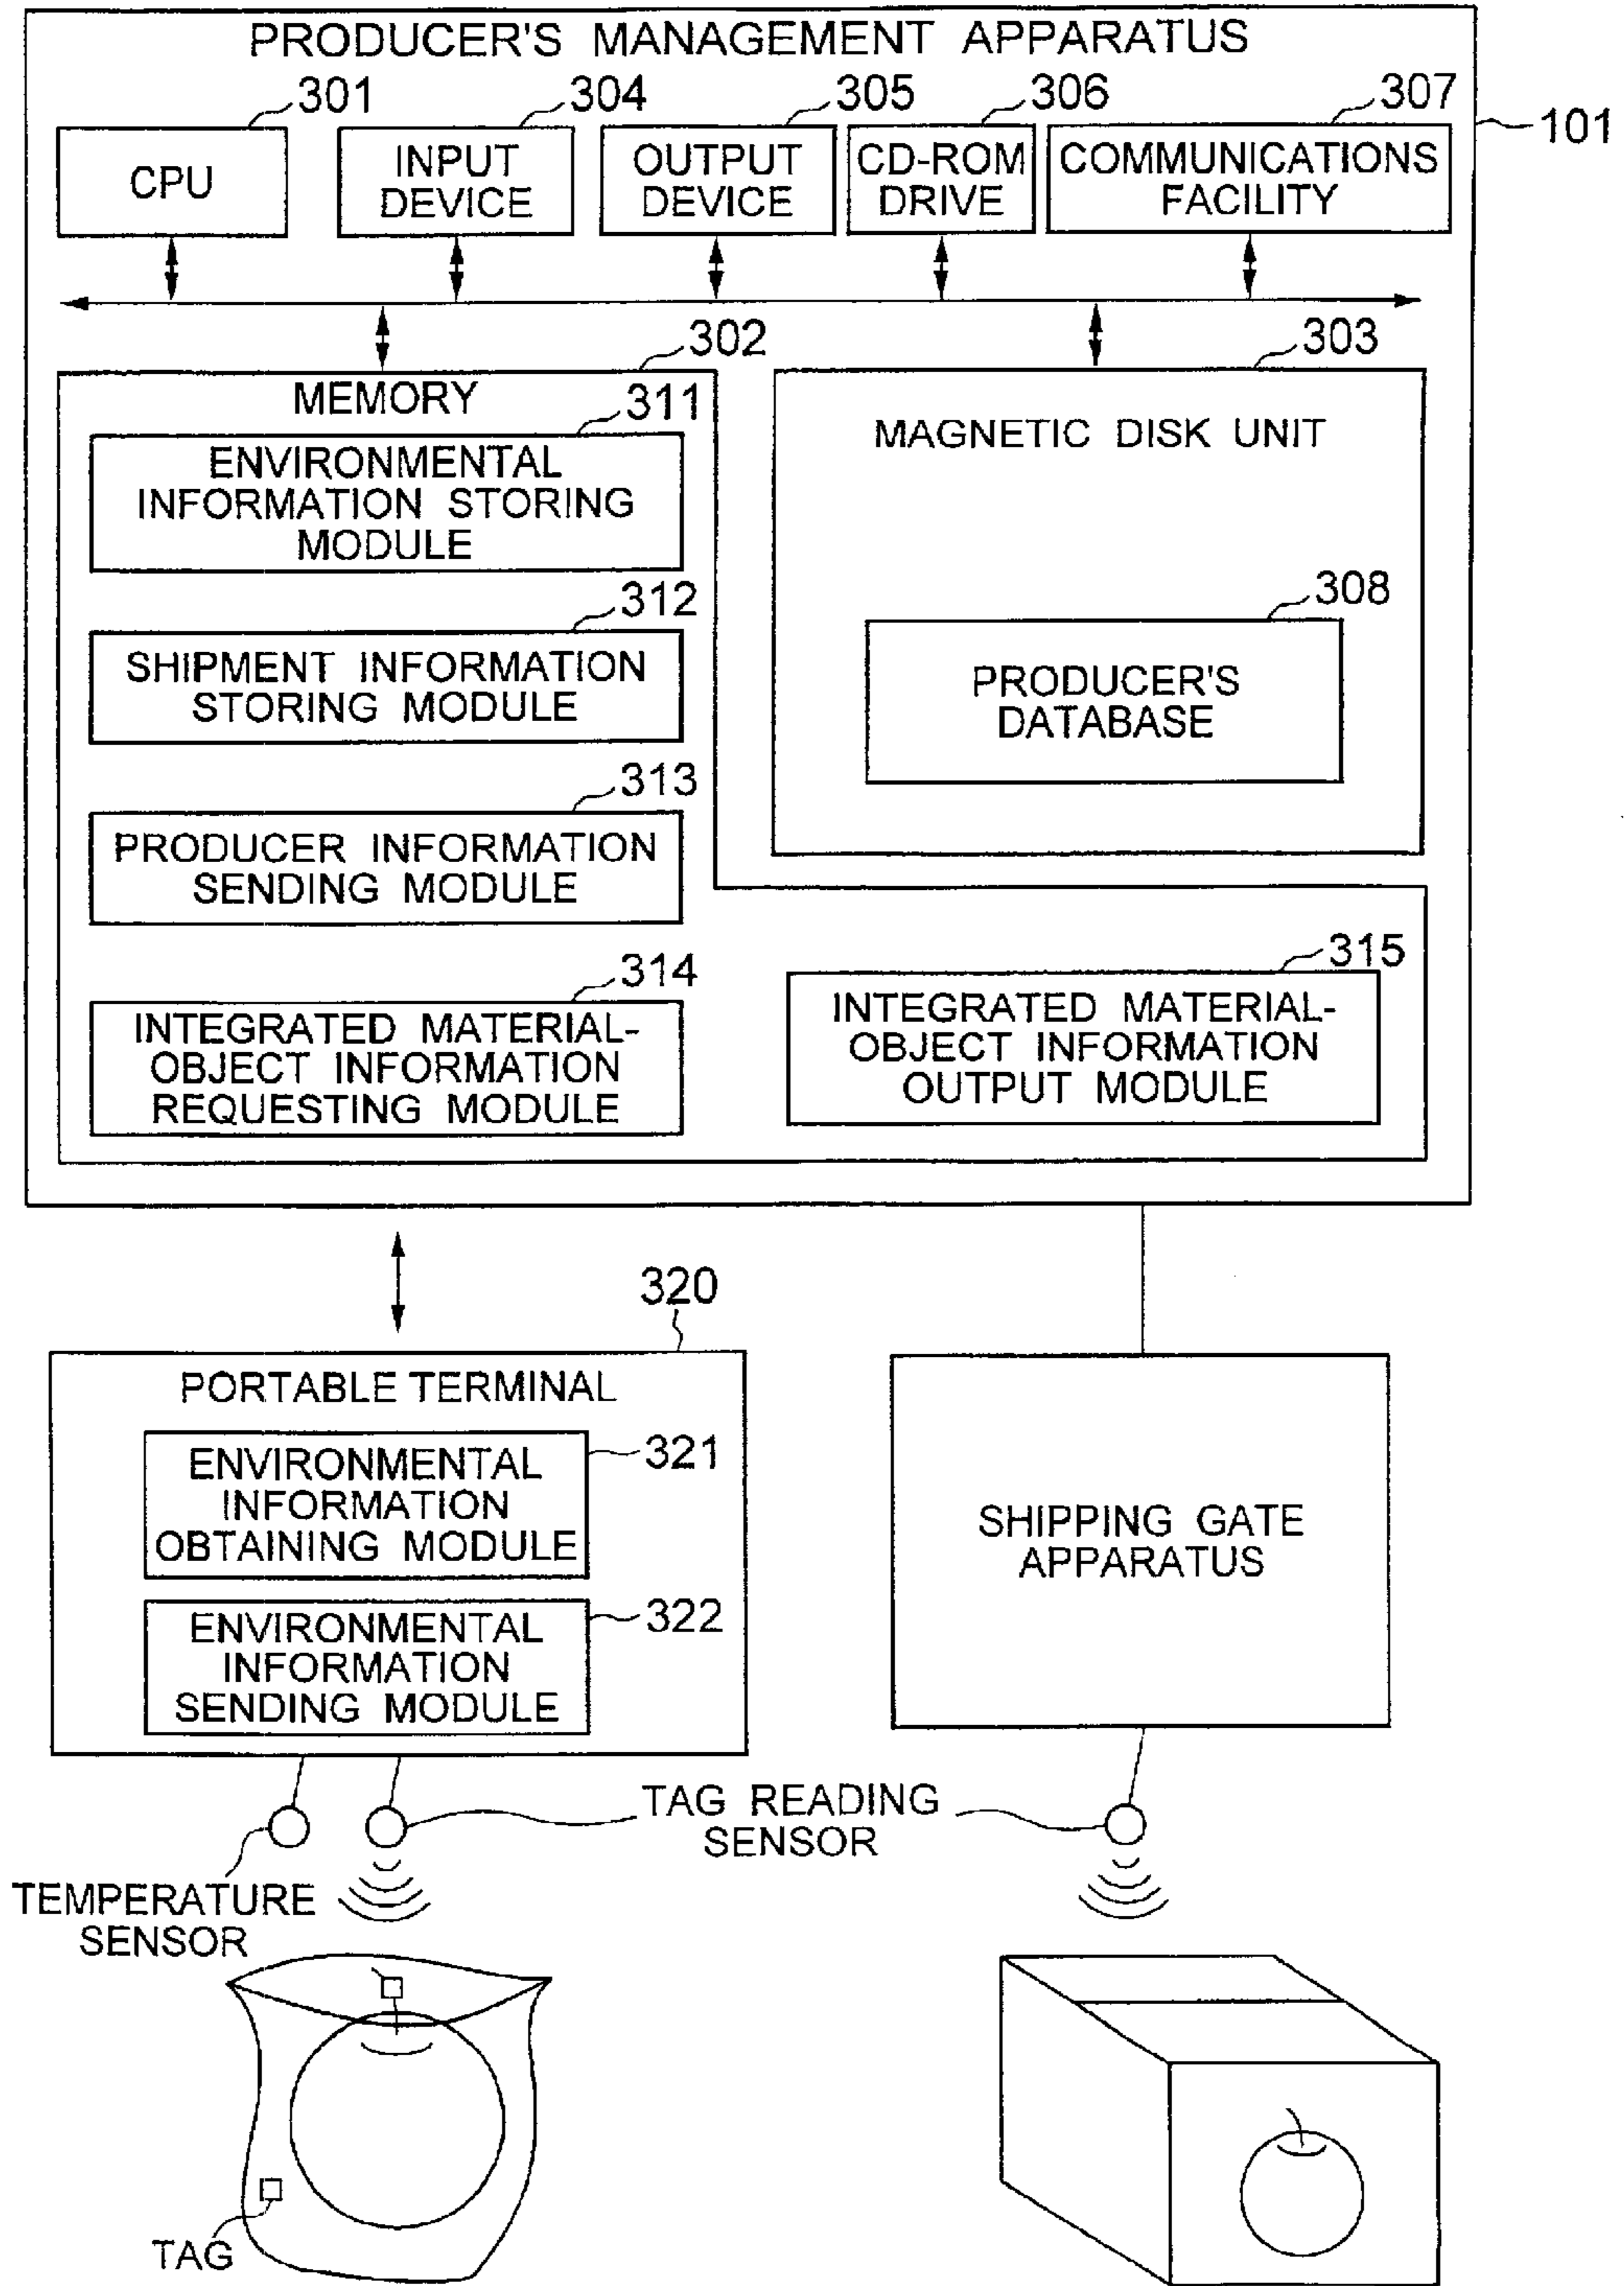 PRODUCER'S MANAGEMENT APPARATUS
301
304
305
306
307
101
CPU
INPUT
DEVICE
OUTPUT
DEVICE
CD-ROM
DRIVE
COMMUNICATIONS
FACILITY
302
303
MEMORY
311
ENVIRONMENTAL
INFORMATION STORING
MODULE
MAGNETIC DISK UNIT
312
SHIPMENT INFORMATION
STORING MODULE
308
PRODUCER'S
DATABASE
313
PRODUCER INFORMATION
SENDING MODULE
314
INTEGRATED MATERIAL-
OBJECT INFORMATION
REQUESTING MODULE
315
INTEGRATED MATERIAL-
OBJECT INFORMATION
OUTPUT MODULE
320
PORTABLE TERMINAL
321
ENVIRONMENTAL
INFORMATION
OBTAINING MODULE
322
ENVIRONMENTAL
INFORMATION
SENDING MODULE
SHIPPING GATE
APPARATUS
TAG READING
SENSOR
TEMPERATURE
SENSOR
TAG